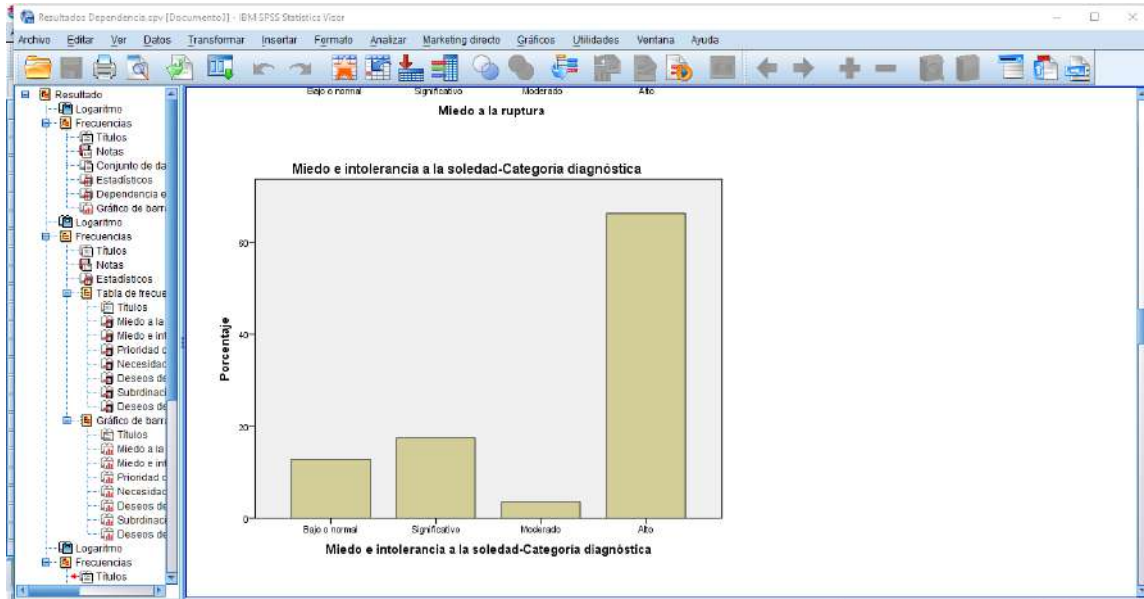 Resultados Dependencia.spv [Documento3] - IBM SPSS Statistics Visor
Archivo Editar Ver Datos Transformar Insertar Formato Analizar Marketing directo Gráficos Utilidades Ventana Ayuda
Resultado
Logaritmo
Frecuencias
Títulos
Notas
Conjunto de da
Estadísticos
Dependencia e
Gráfico de barr
Logaritmo
Frecuencias
Títulos
Notas
Estadísticos
Tabla de frecue
Títulos
Miedo a la
Miedo e int
Prioridad d
Necesidad
Deseos de
Subrdinaci
Deseos de
Gráfico de barr
Títulos
Miedo a la
Miedo e int
Prioridad d
Necesidad
Deseos de
Subrdinaci
Deseos de
Logaritmo
Frecuencias
Títulos
Bajo o normal Significativo Moderado Alto
Miedo a la ruptura
Miedo e intolerancia a la soledad-Categoría diagnóstica
Porcentaje
60
40
20
0
Bajo o normal Significativo Moderado Alto
Miedo e intolerancia a la soledad-Categoría diagnóstica